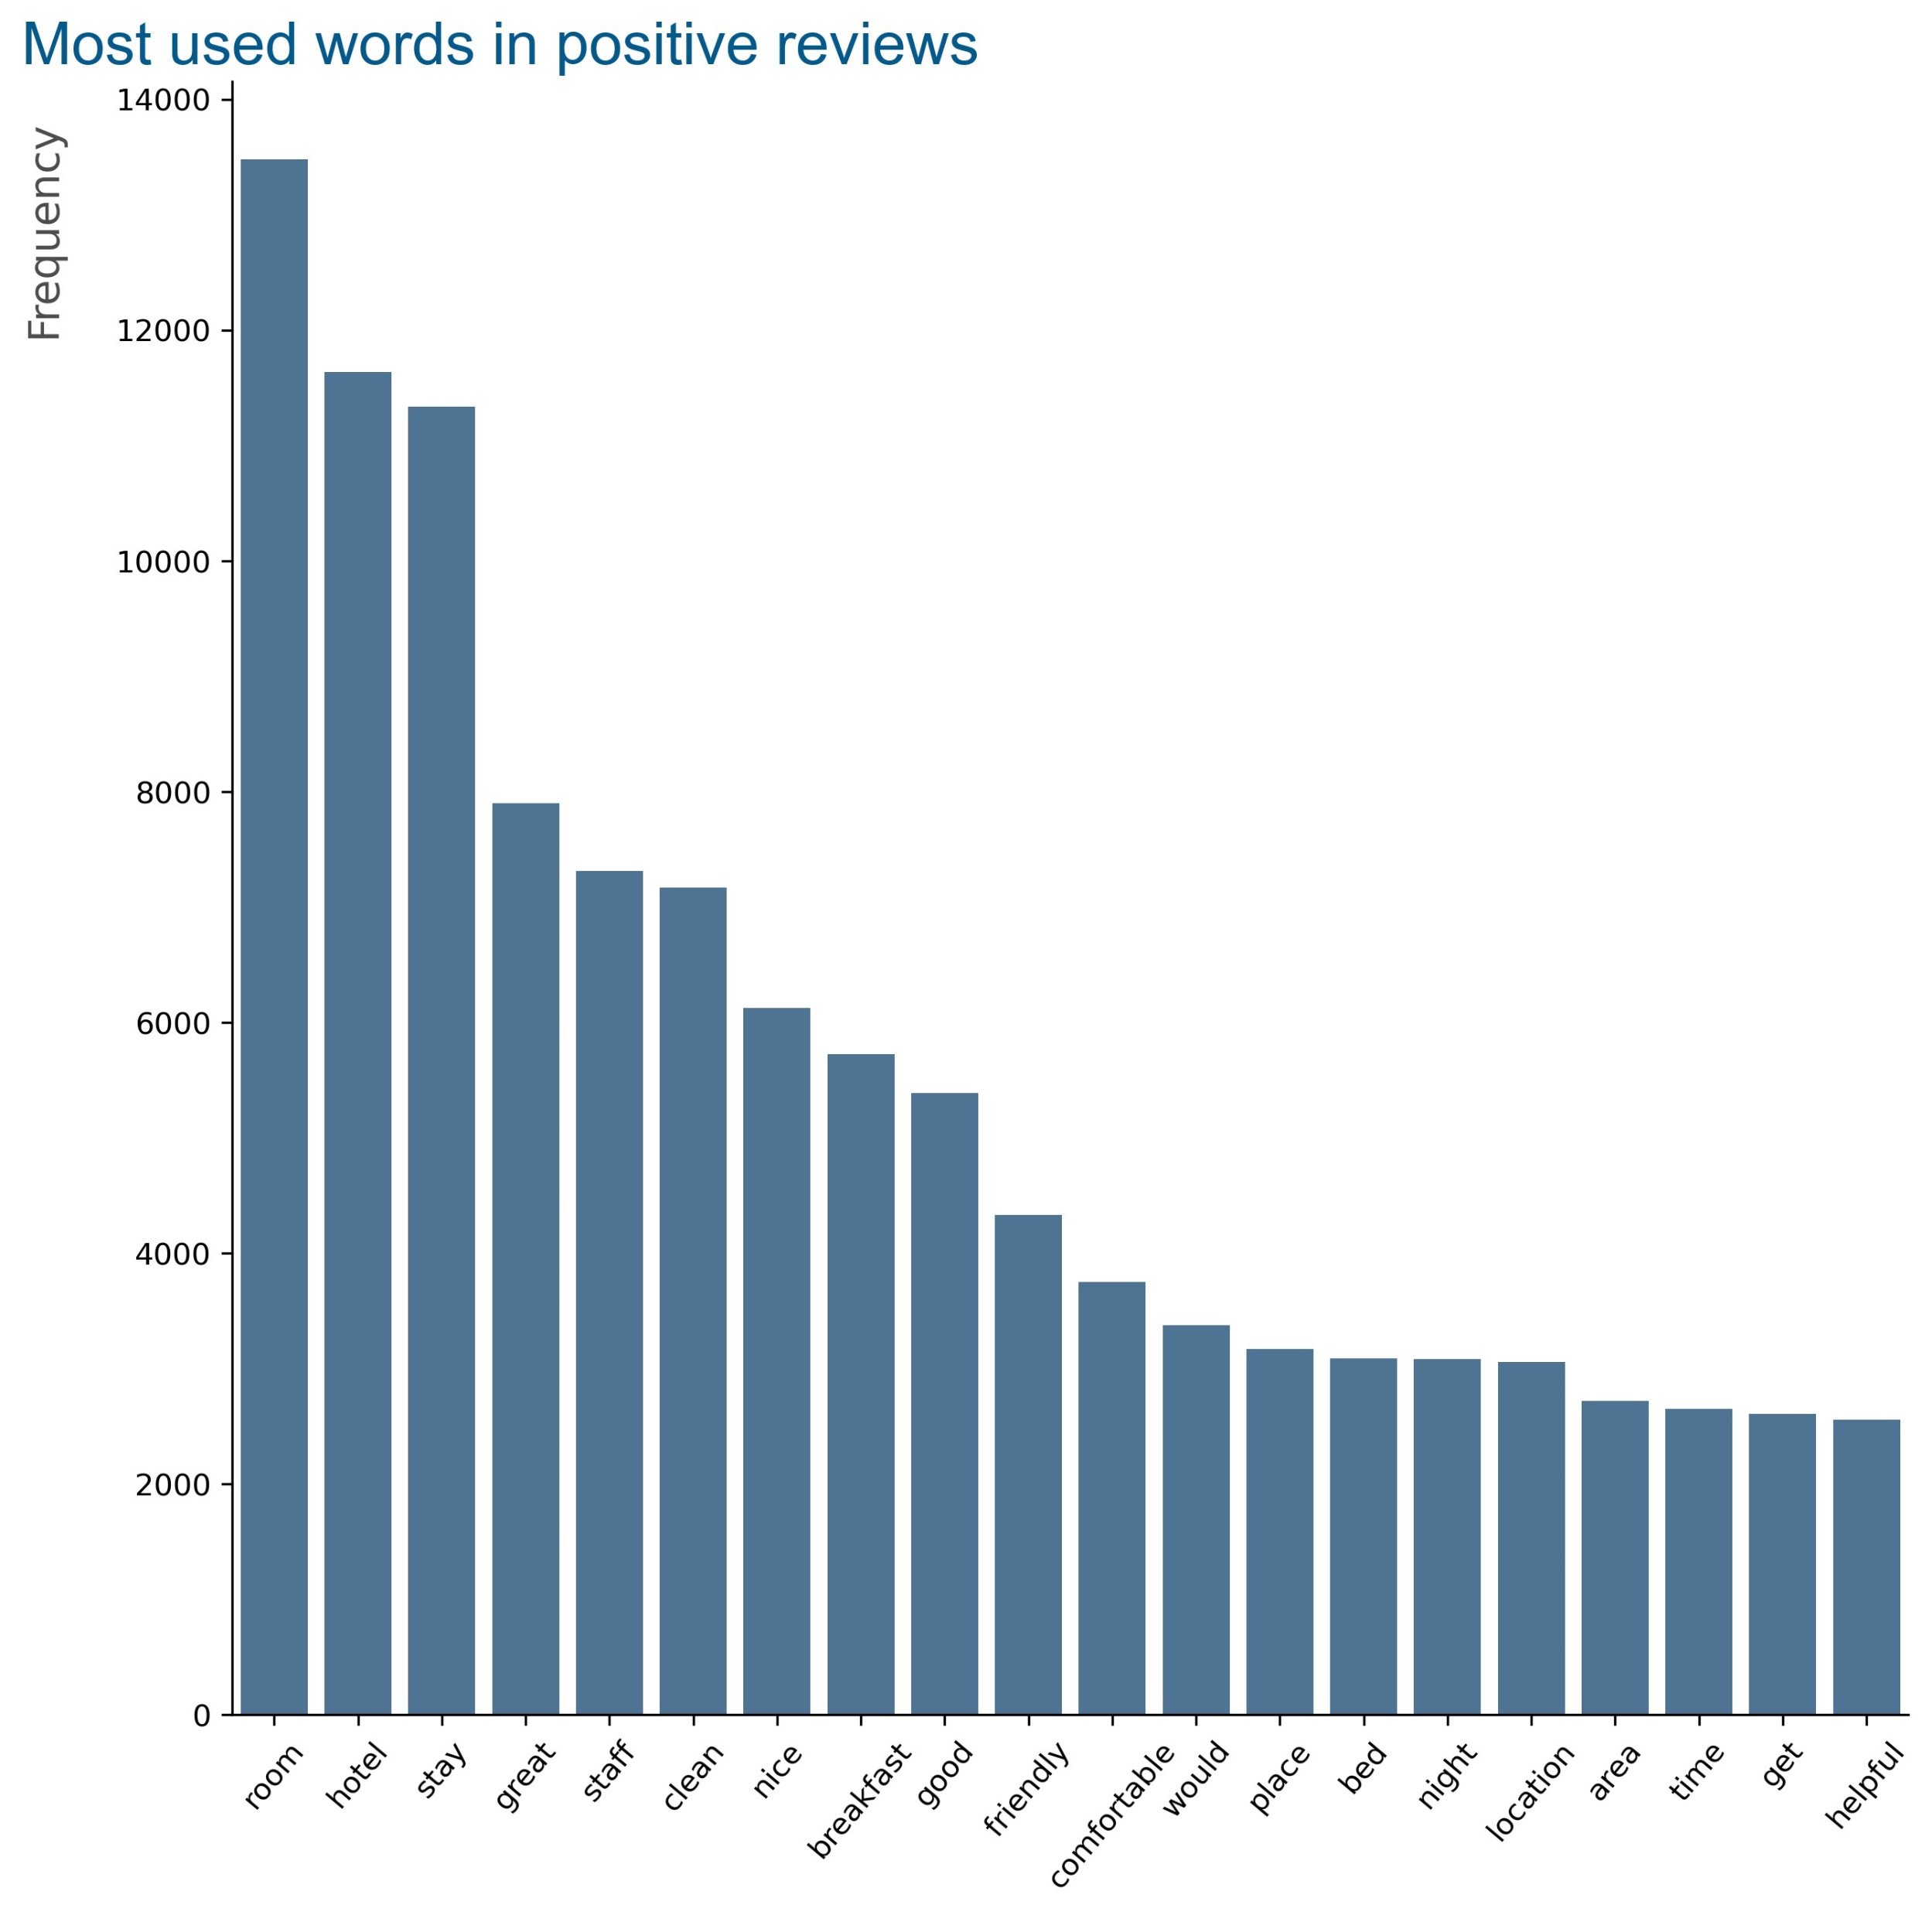 Most used words in positive reviews
Frequency
14000
12000
10000
8000
6000
4000
2000
0
room
hotel
stay
great
staff
clean
nice
breakfast
good
friendly
comfortable
would
place
bed
night
location
area
time
get
helpful